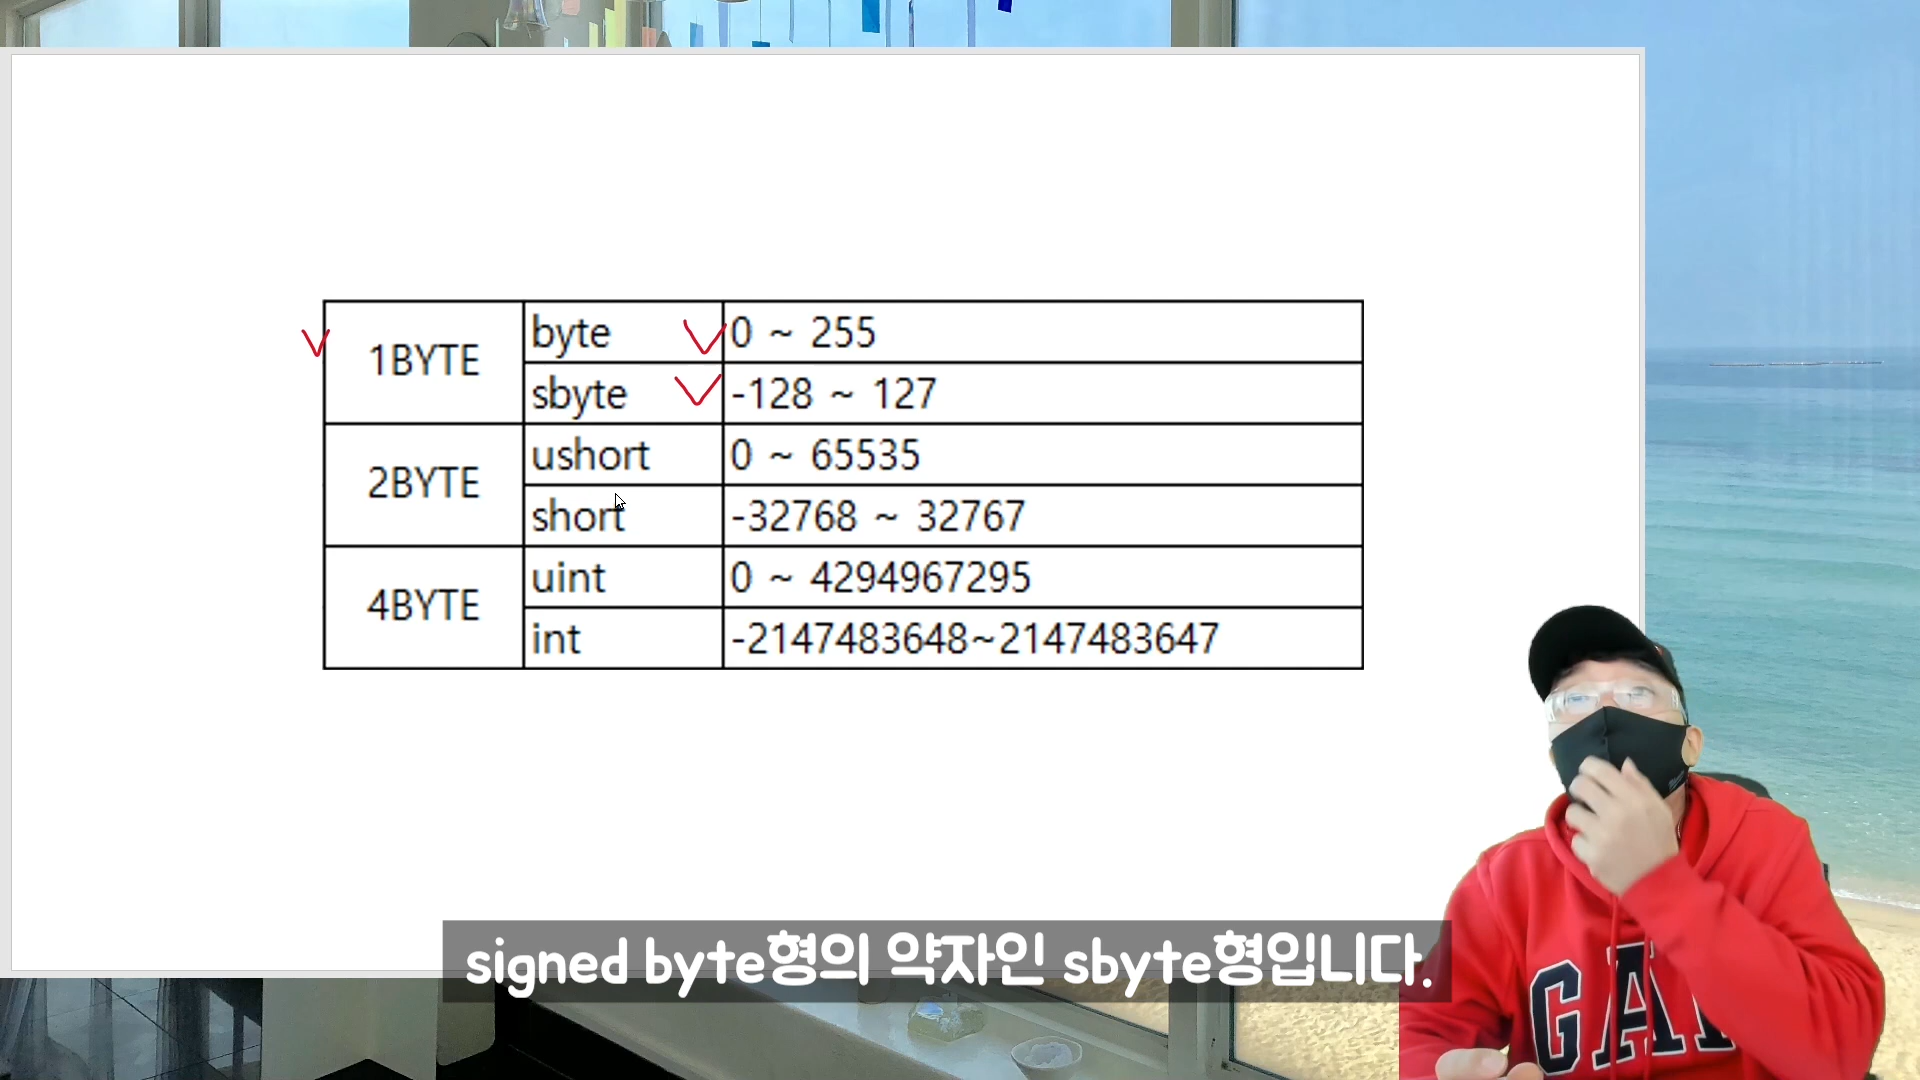 1BYTE
byte
0 ~ 255
sbyte
-128 ~ 127
2BYTE
ushort
0 ~ 65535
short
-32768 ~ 32767
4BYTE
uint
0 ~ 4294967295
int
-2147483648~2147483647
signed byte형의 약자인 sbyte형입니다.
GAP